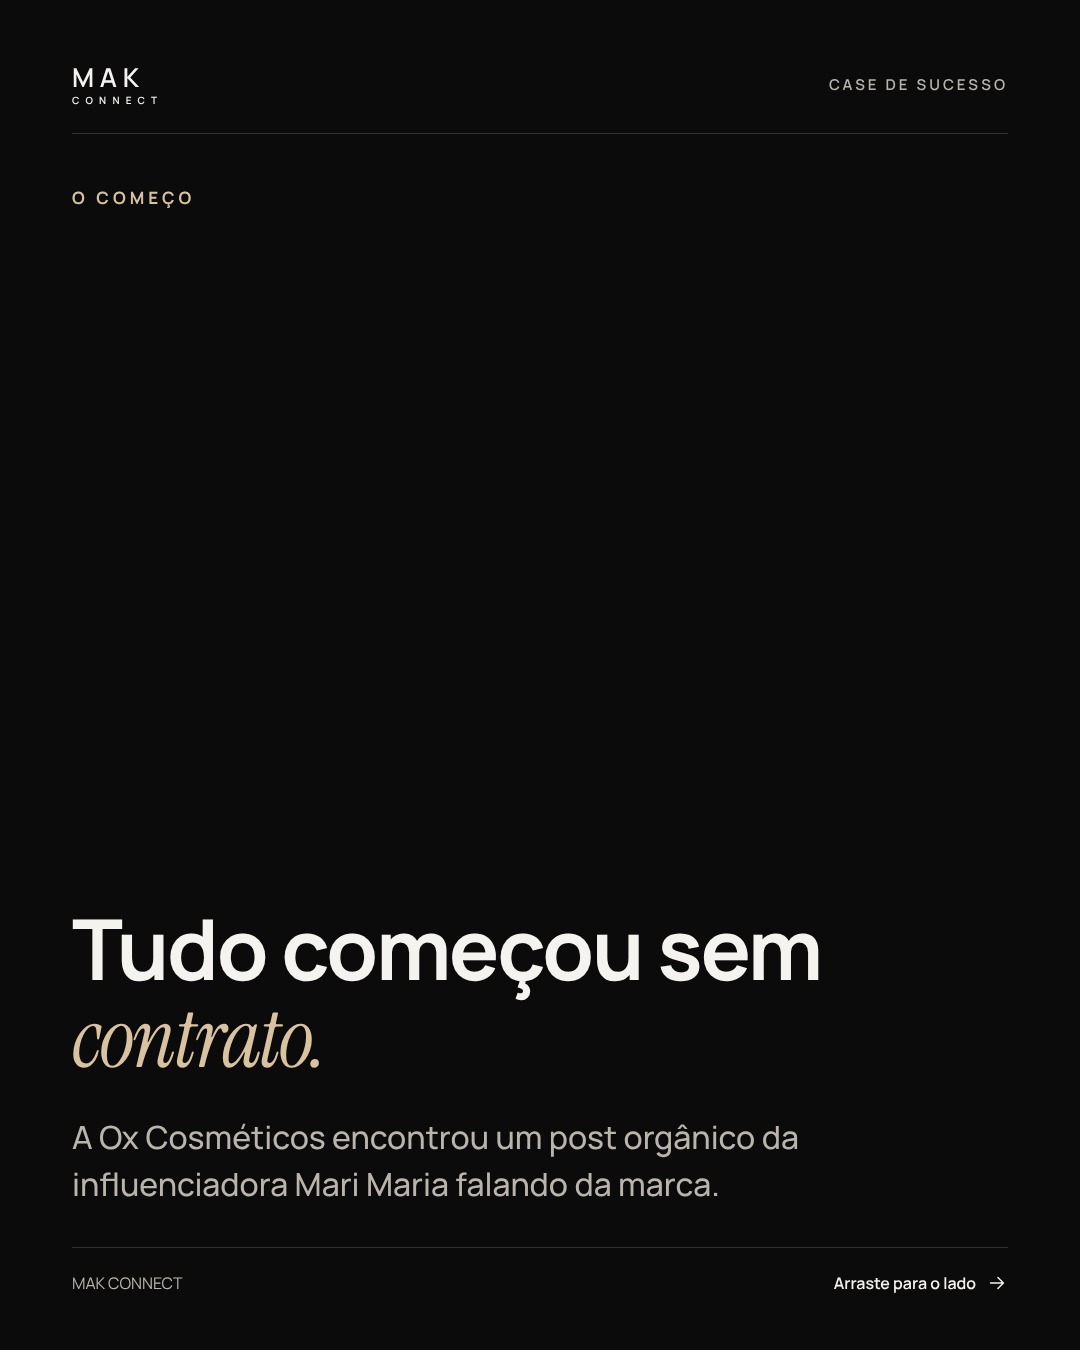 MAK
CONNECT
CASE DE SUCESSO
O COMEÇO
Tudo começou sem
contrato.
A Ox Cosméticos encontrou um post orgânico da
influenciadora Mari Maria falando da marca.
MAK CONNECT
Arraste para o lado →